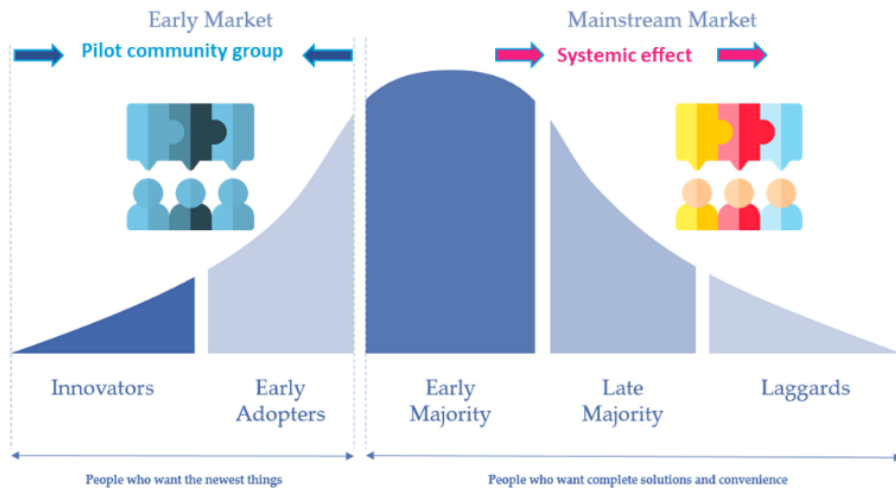 Early Market
Mainstream Market
Pilot community group
Systemic effect
Innovators
Early
Adopters
Early
Majority
Late
Majority
Laggards
People who want the newest things
People who want complete solutions and convenience